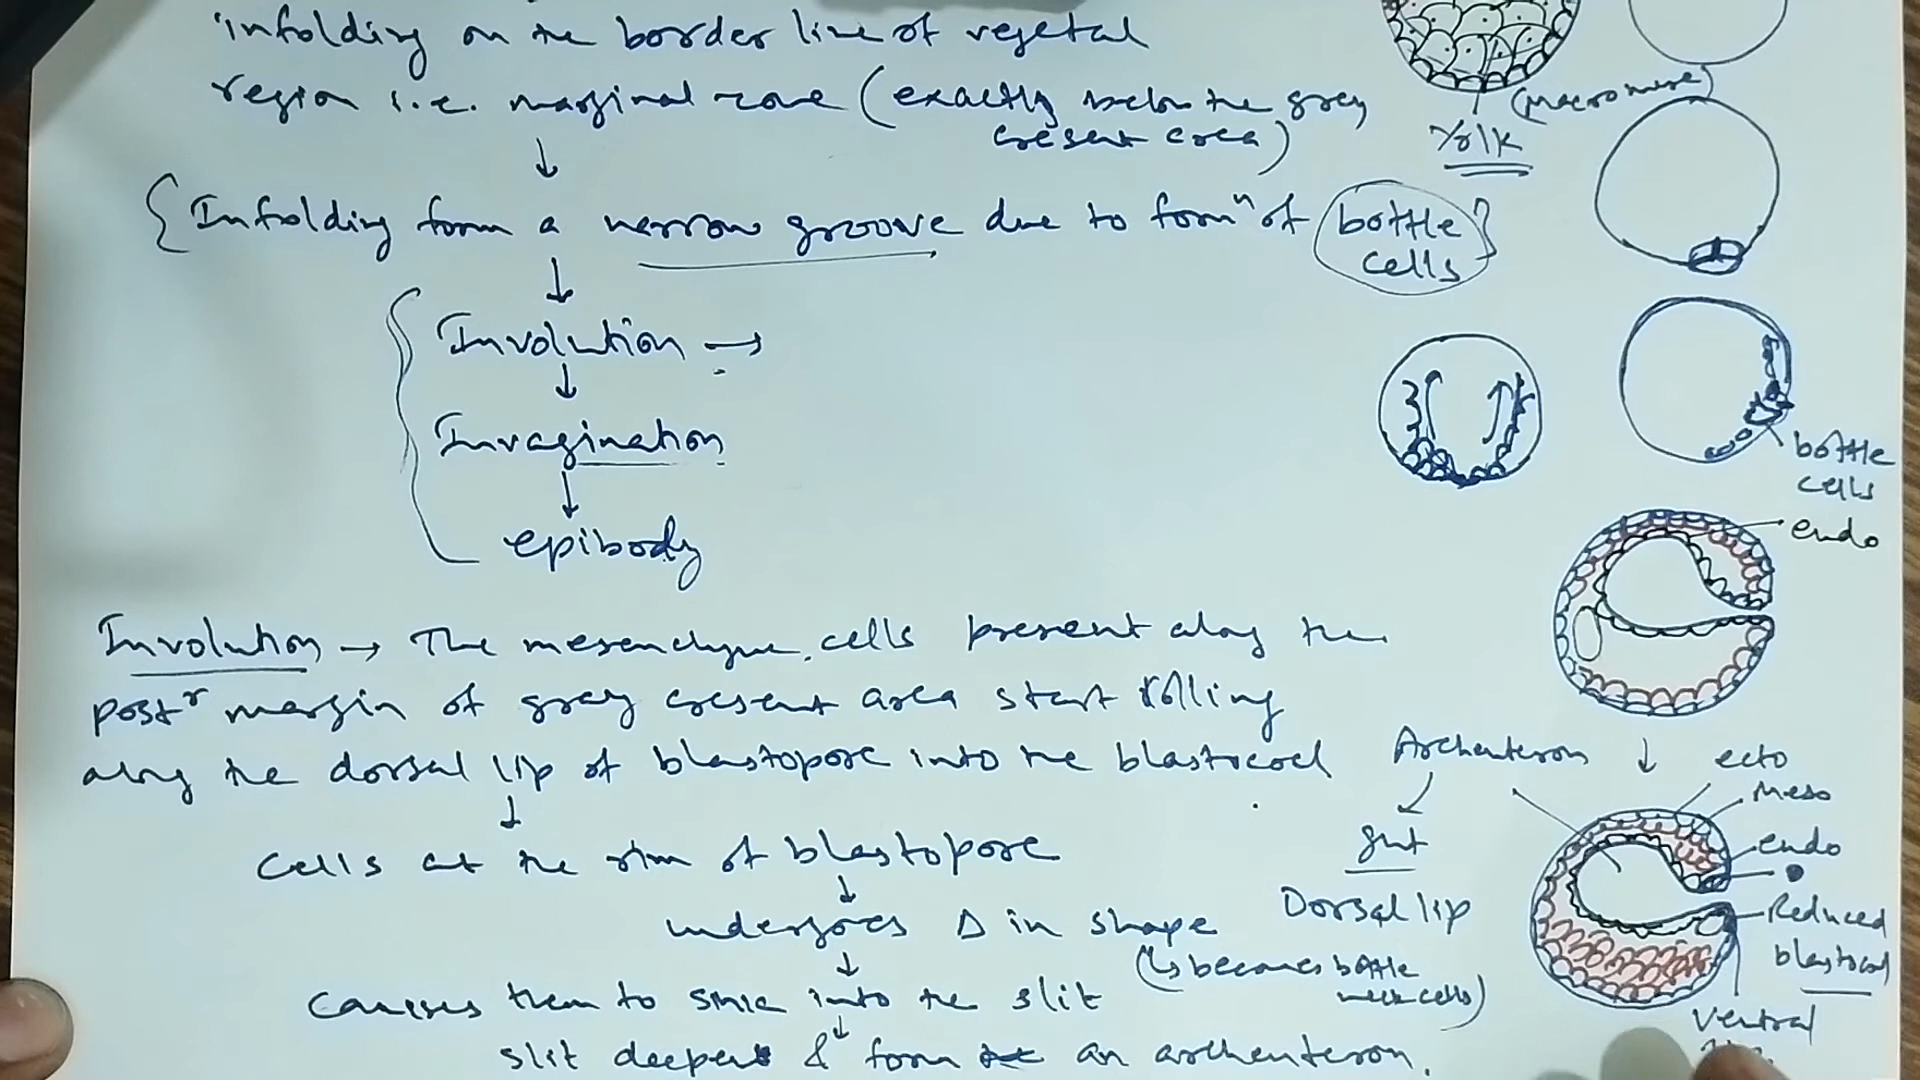 infolding on the border line of vegetal
region i.e. marginal zone (exactly below the grey
cresent area)
{Infolding form a narrow groove due to formⁿ of bottle cells}
Involution →
Invagination
epibody
Involution → The mesenchyme cells present along the
postʳ margin of grey cresent area start rolling
along the dorsal lip of blastopore into the blastocoel
Cells at the rim of blastopore
undergoes Δ in shape
(↳ becomes bottle
neck cells)
Causes them to sink into the slit
slit deepens & form an archenteron.
(macromere)
Yolk
bottle
cells
endo
Archenteron
gut
Dorsal lip
ecto
Meso
endo
Reduced
blastocoel
Ventral